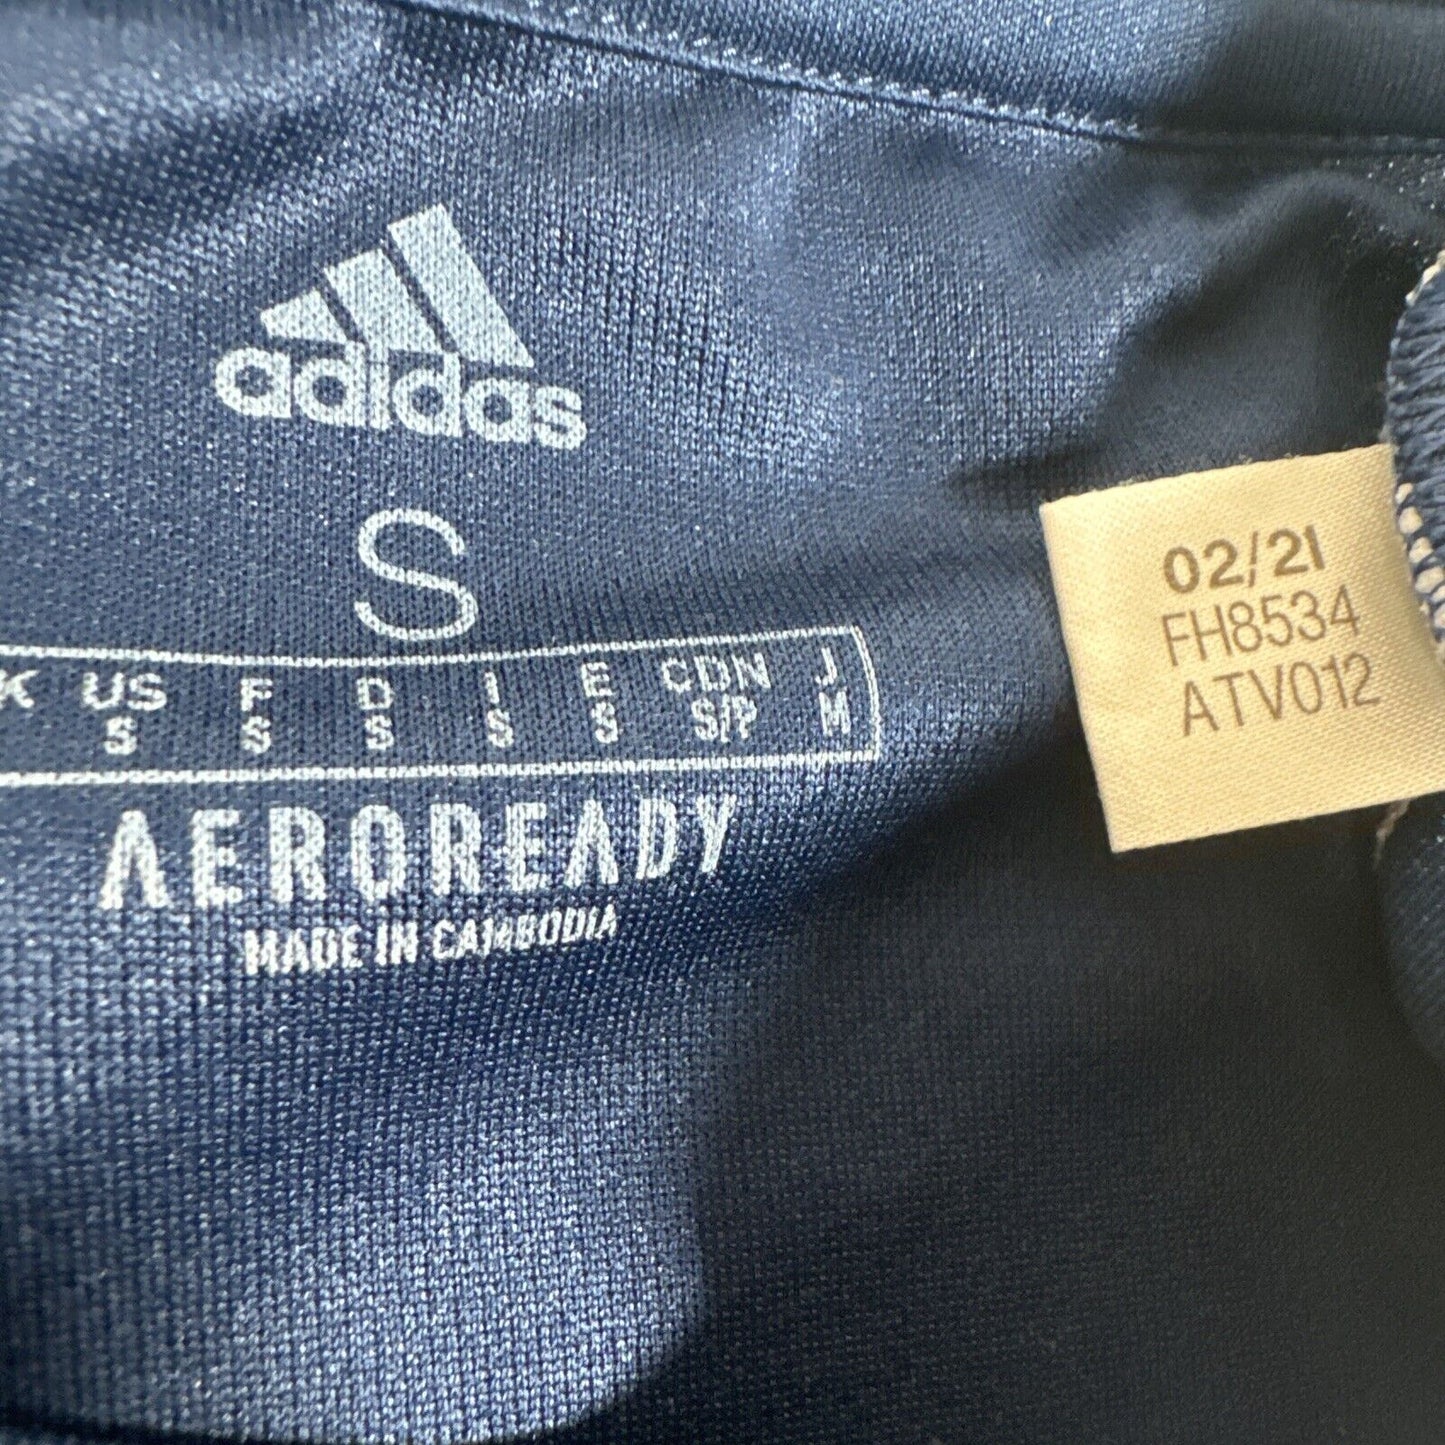 adidas
S
K US F D I E CDN J
S S S S S S/P M
AEROREADY
MADE IN CAMBODIA
02/21
FH8534
ATV012